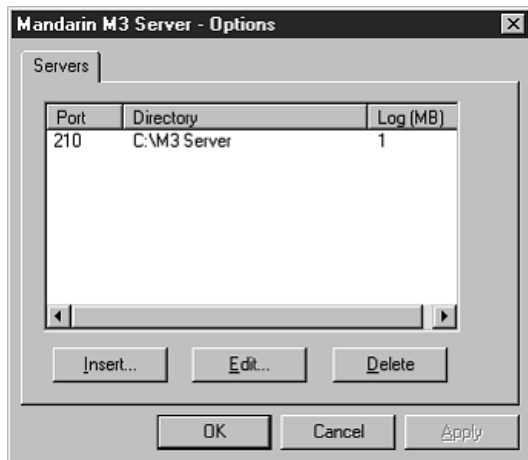 Mandarin M3 Server - Options
Servers
Port Directory Log (MB)
210 C:\M3 Server 1
Insert... Edit... Delete
OK Cancel Apply